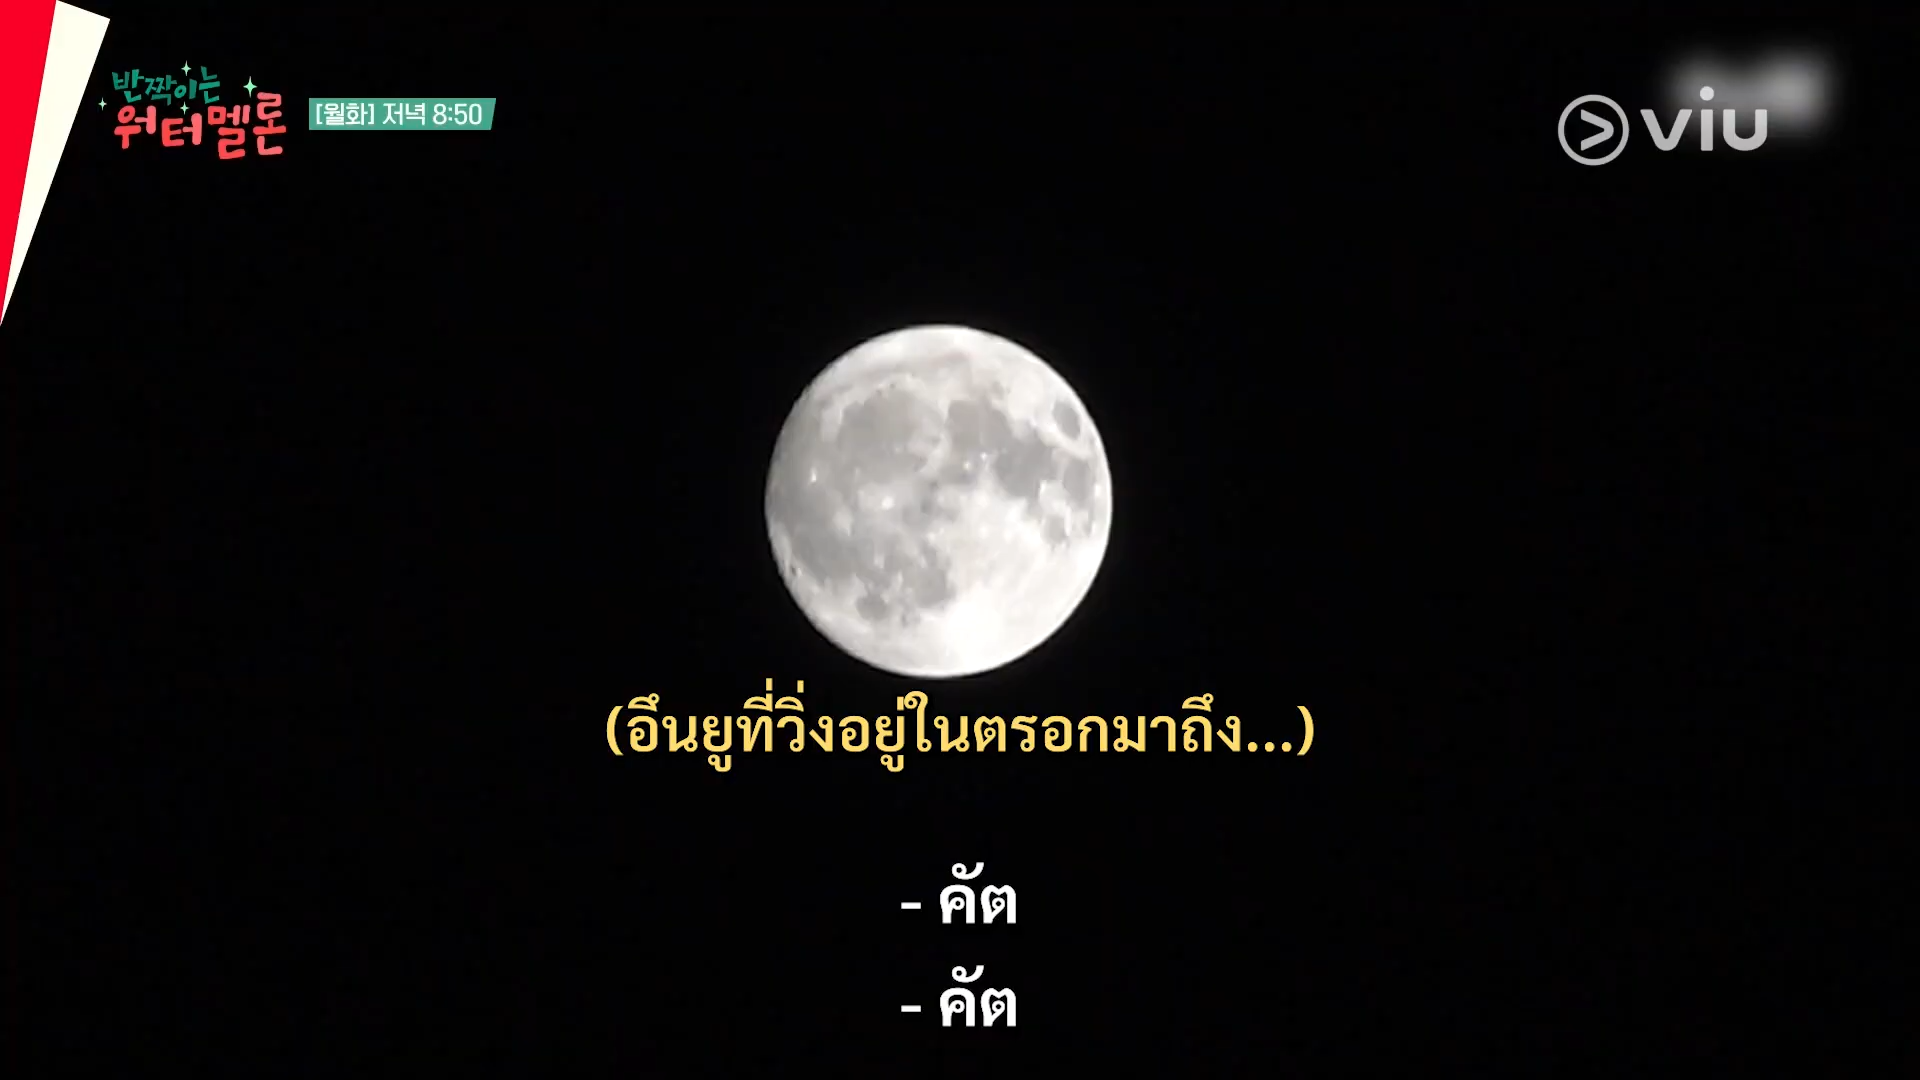 반짝이는
워터멜론
[월화] 저녁 8:50
viu
(อึนยูที่วิ่งอยู่ในตรอกมาถึง...)
- คัต
- คัต